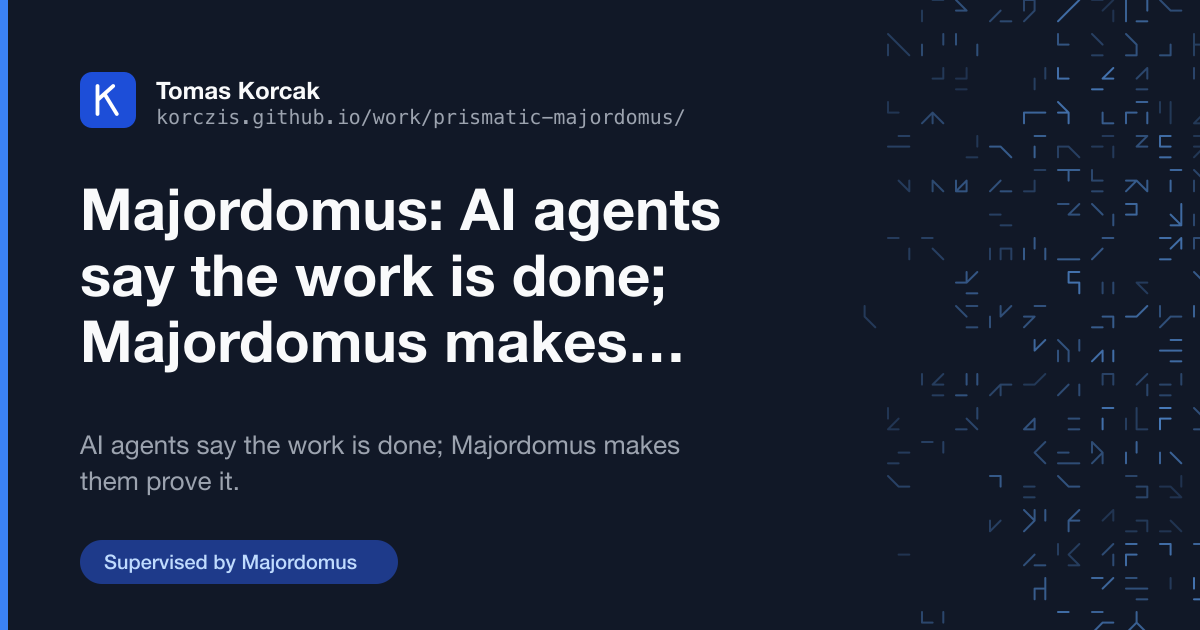 K
Tomas Korcak
korczis.github.io/work/prismatic-majordomus/
Majordomus: AI agents
say the work is done;
Majordomus makes…
AI agents say the work is done; Majordomus makes
them prove it.
Supervised by Majordomus